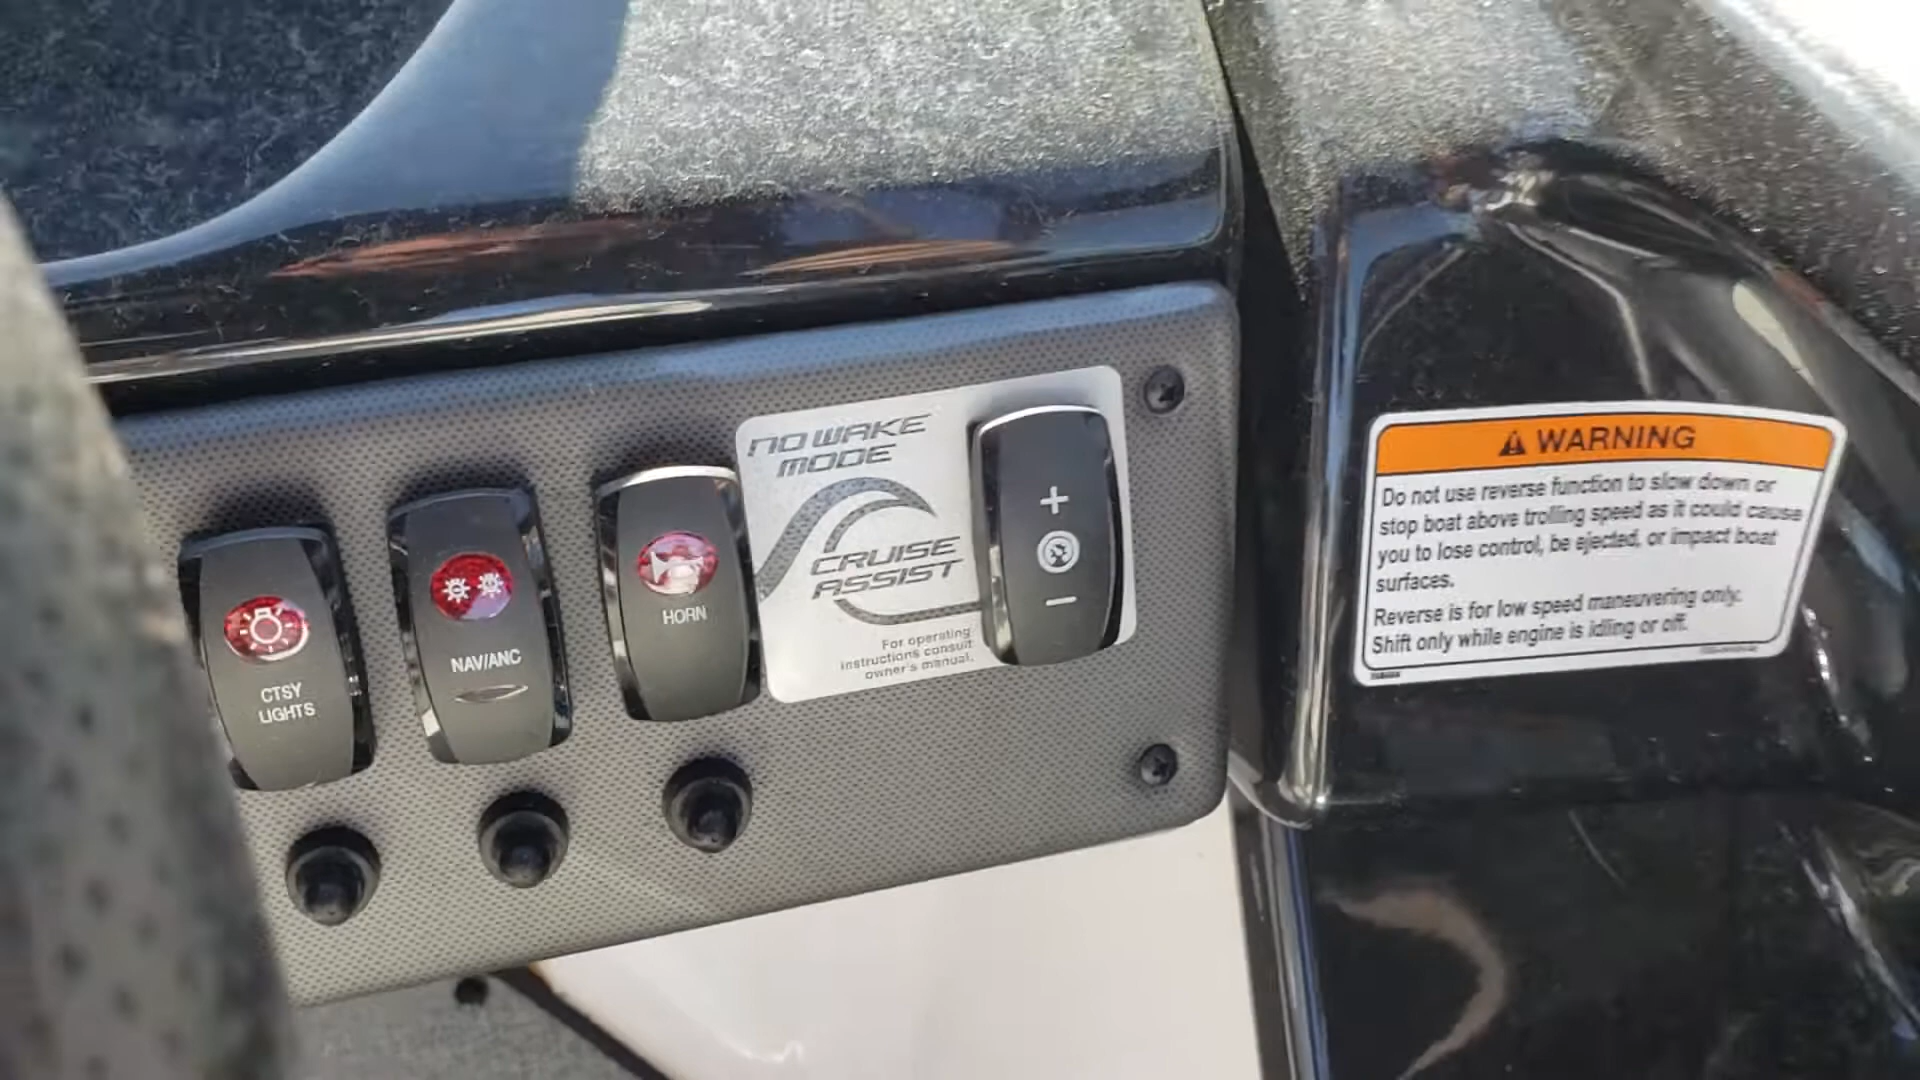 CTSY
LIGHTS
NAV/ANC
HORN
NO WAKE
MODE
CRUISE
ASSIST
For operating
instructions consult
owner's manual.
+
−
WARNING
Do not use reverse function to slow down or
stop boat above trolling speed as it could cause
you to lose control, be ejected, or impact boat
surfaces.
Reverse is for low speed maneuvering only.
Shift only while engine is idling or off.